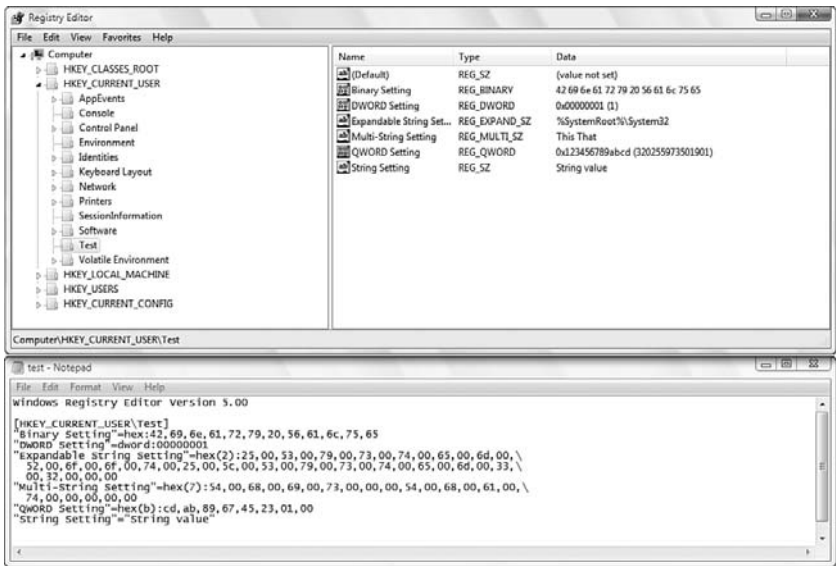 Registry Editor
File Edit View Favorites Help
Computer
HKEY_CLASSES_ROOT
HKEY_CURRENT_USER
AppEvents
Console
Control Panel
Environment
Identities
Keyboard Layout
Network
Printers
SessionInformation
Software
Test
Volatile Environment
HKEY_LOCAL_MACHINE
HKEY_USERS
HKEY_CURRENT_CONFIG
Name Type Data
(Default) REG_SZ (value not set)
Binary Setting REG_BINARY 42 69 6e 61 72 79 20 56 61 6c 75 65
DWORD Setting REG_DWORD 0x00000001 (1)
Expandable String Set... REG_EXPAND_SZ %SystemRoot%\System32
Multi-String Setting REG_MULTI_SZ This That
QWORD Setting REG_QWORD 0x123456789abcd (320255973501901)
String Setting REG_SZ String value
Computer\HKEY_CURRENT_USER\Test
test - Notepad
File Edit Format View Help
Windows Registry Editor Version 5.00
[HKEY_CURRENT_USER\Test]
"Binary Setting"=hex:42,69,6e,61,72,79,20,56,61,6c,75,65
"DWORD Setting"=dword:00000001
"Expandable String Setting"=hex(2):25,00,53,00,79,00,73,00,74,00,65,00,6d,00,\
52,00,6f,00,6f,00,74,00,25,00,5c,00,53,00,79,00,73,00,74,00,65,00,6d,00,33,\
00,32,00,00,00
"Multi-String Setting"=hex(7):54,00,68,00,69,00,73,00,00,00,54,00,68,00,61,00,\
74,00,00,00,00,00
"QWORD Setting"=hex(b):cd,ab,89,67,45,23,01,00
"String Setting"="String value"